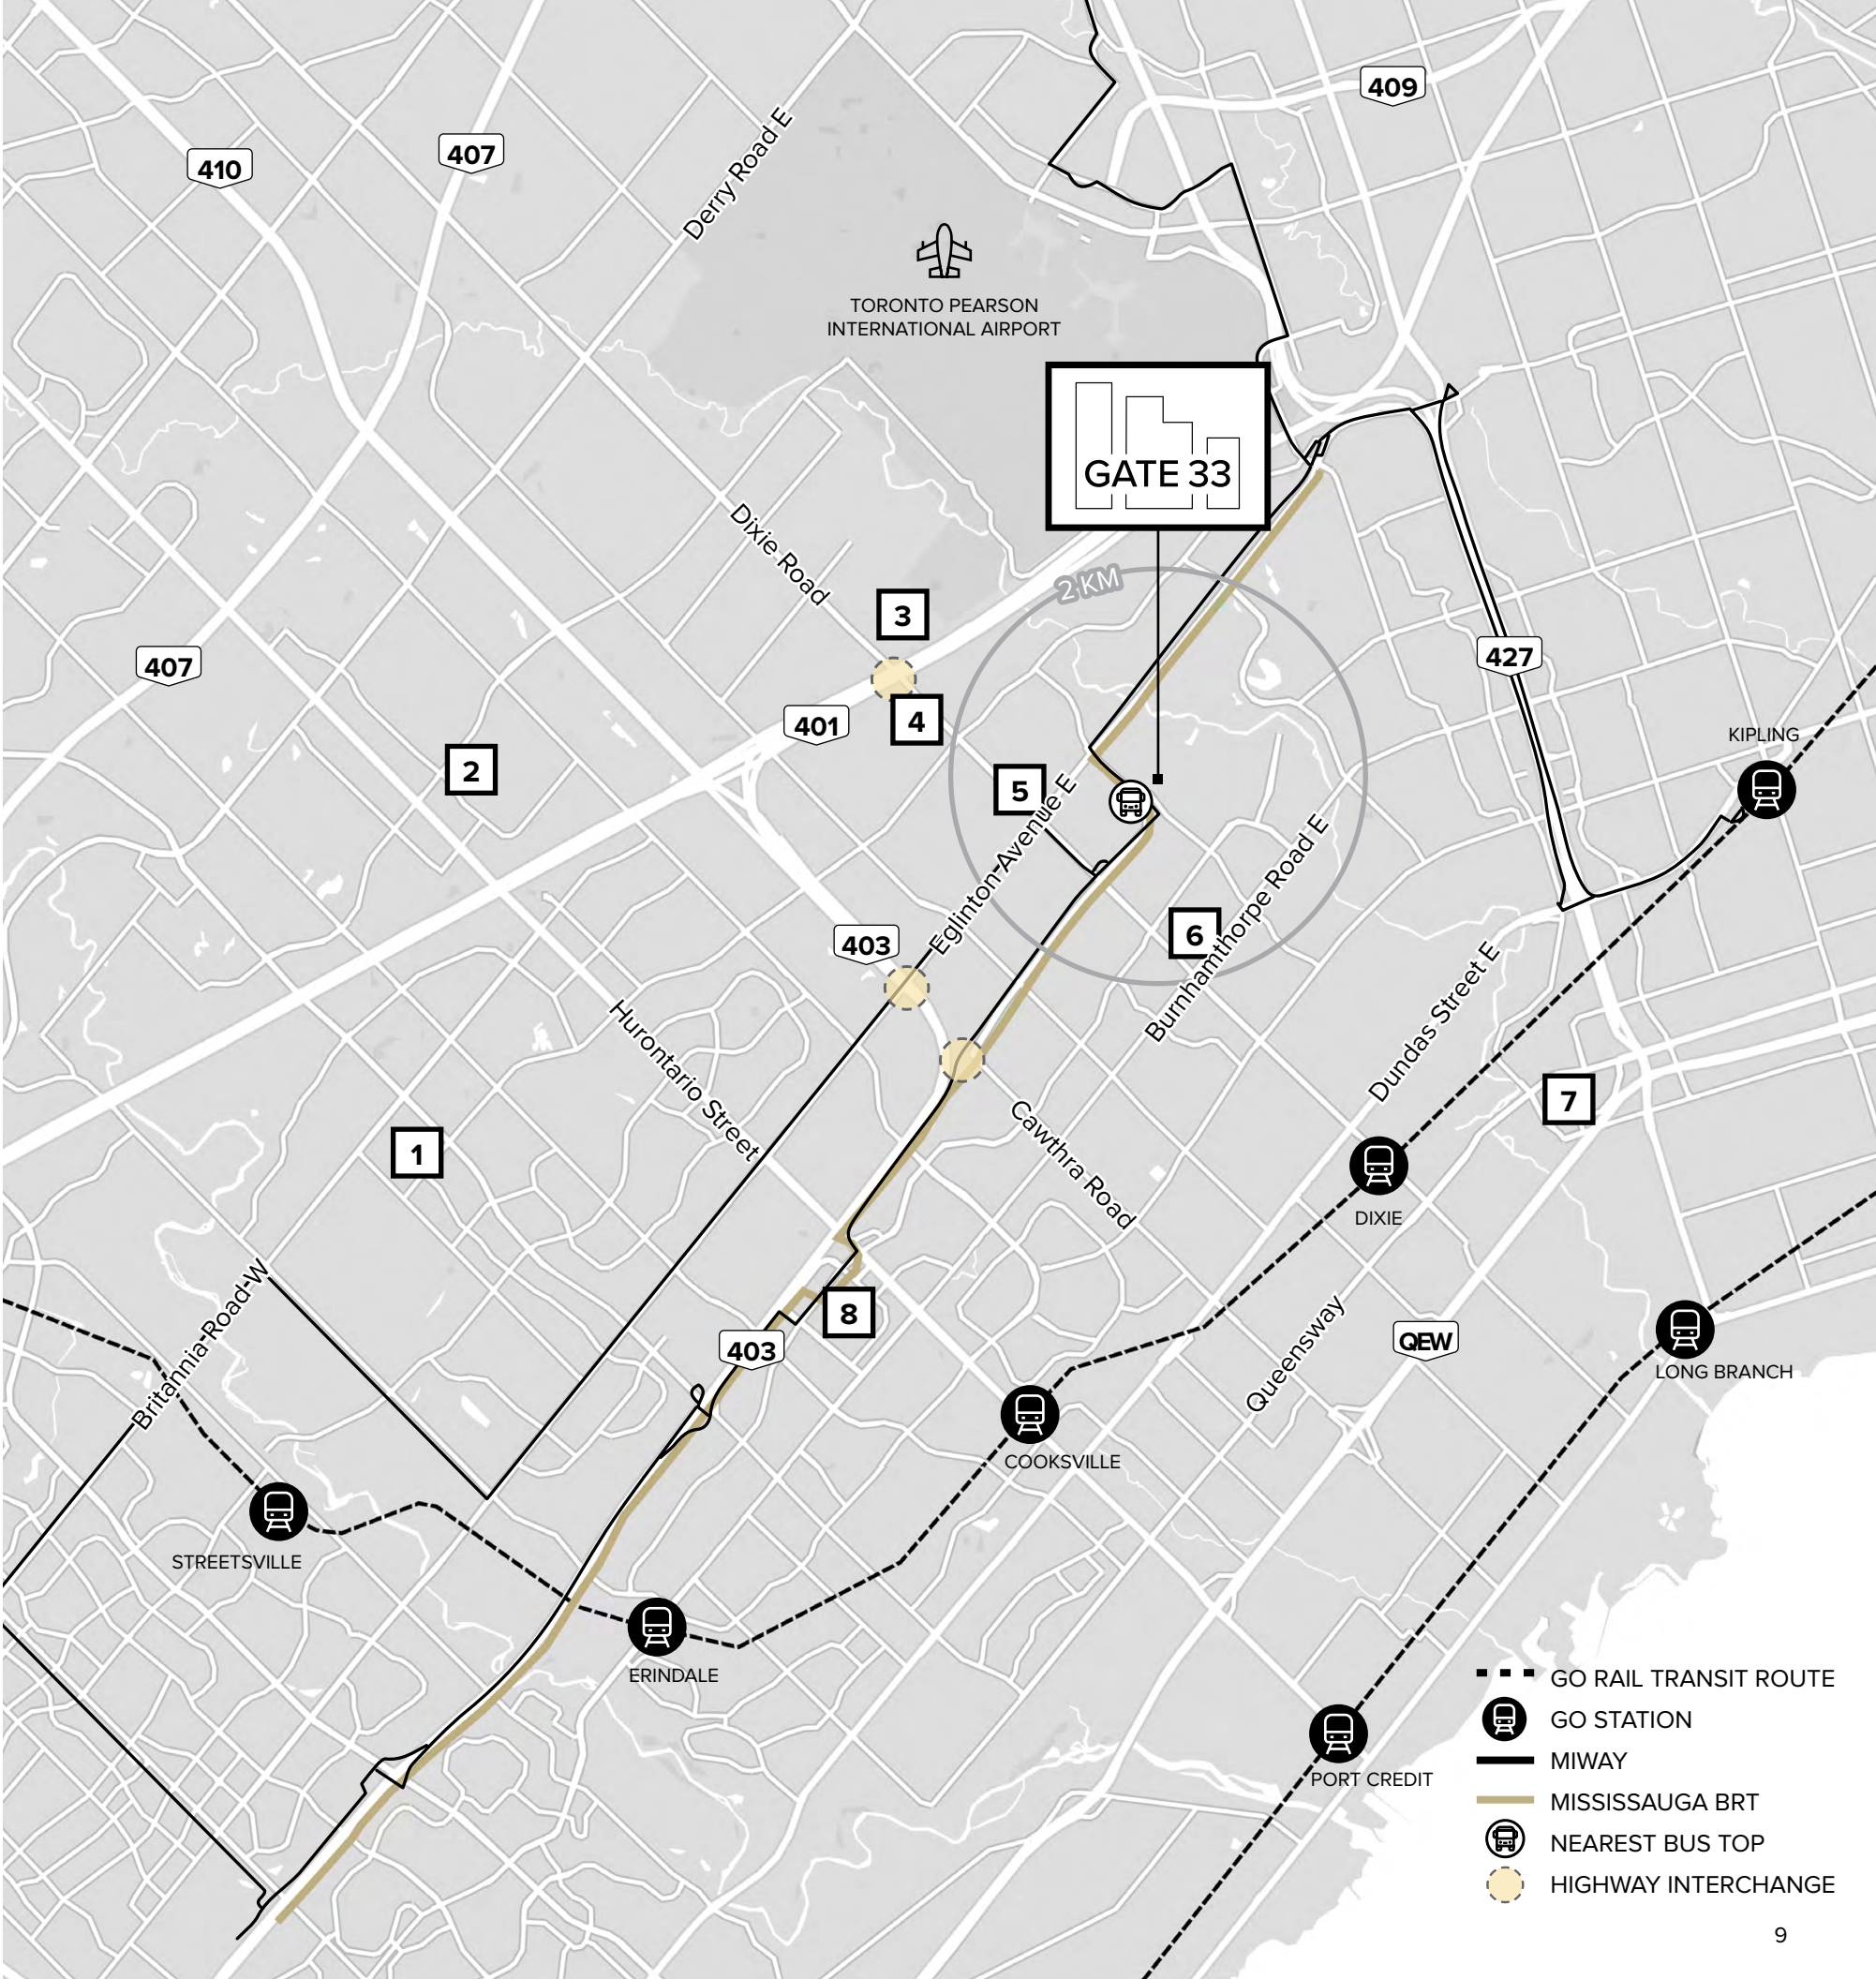 409
407
410
Derry Road E
TORONTO PEARSON
INTERNATIONAL AIRPORT
GATE 33
Dixie Road
2 KM
3
407
427
401
4
KIPLING
2
5
Eglinton Avenue E
Burnhamthorpe Road E
403
6
Dundas Street E
Hurontario Street
7
Cawthra Road
1
DIXIE
Britannia Road W
8
403
Queensway
QEW
LONG BRANCH
COOKSVILLE
STREETSVILLE
ERINDALE
PORT CREDIT
GO RAIL TRANSIT ROUTE
GO STATION
MIWAY
MISSISSAUGA BRT
NEAREST BUS TOP
HIGHWAY INTERCHANGE
9